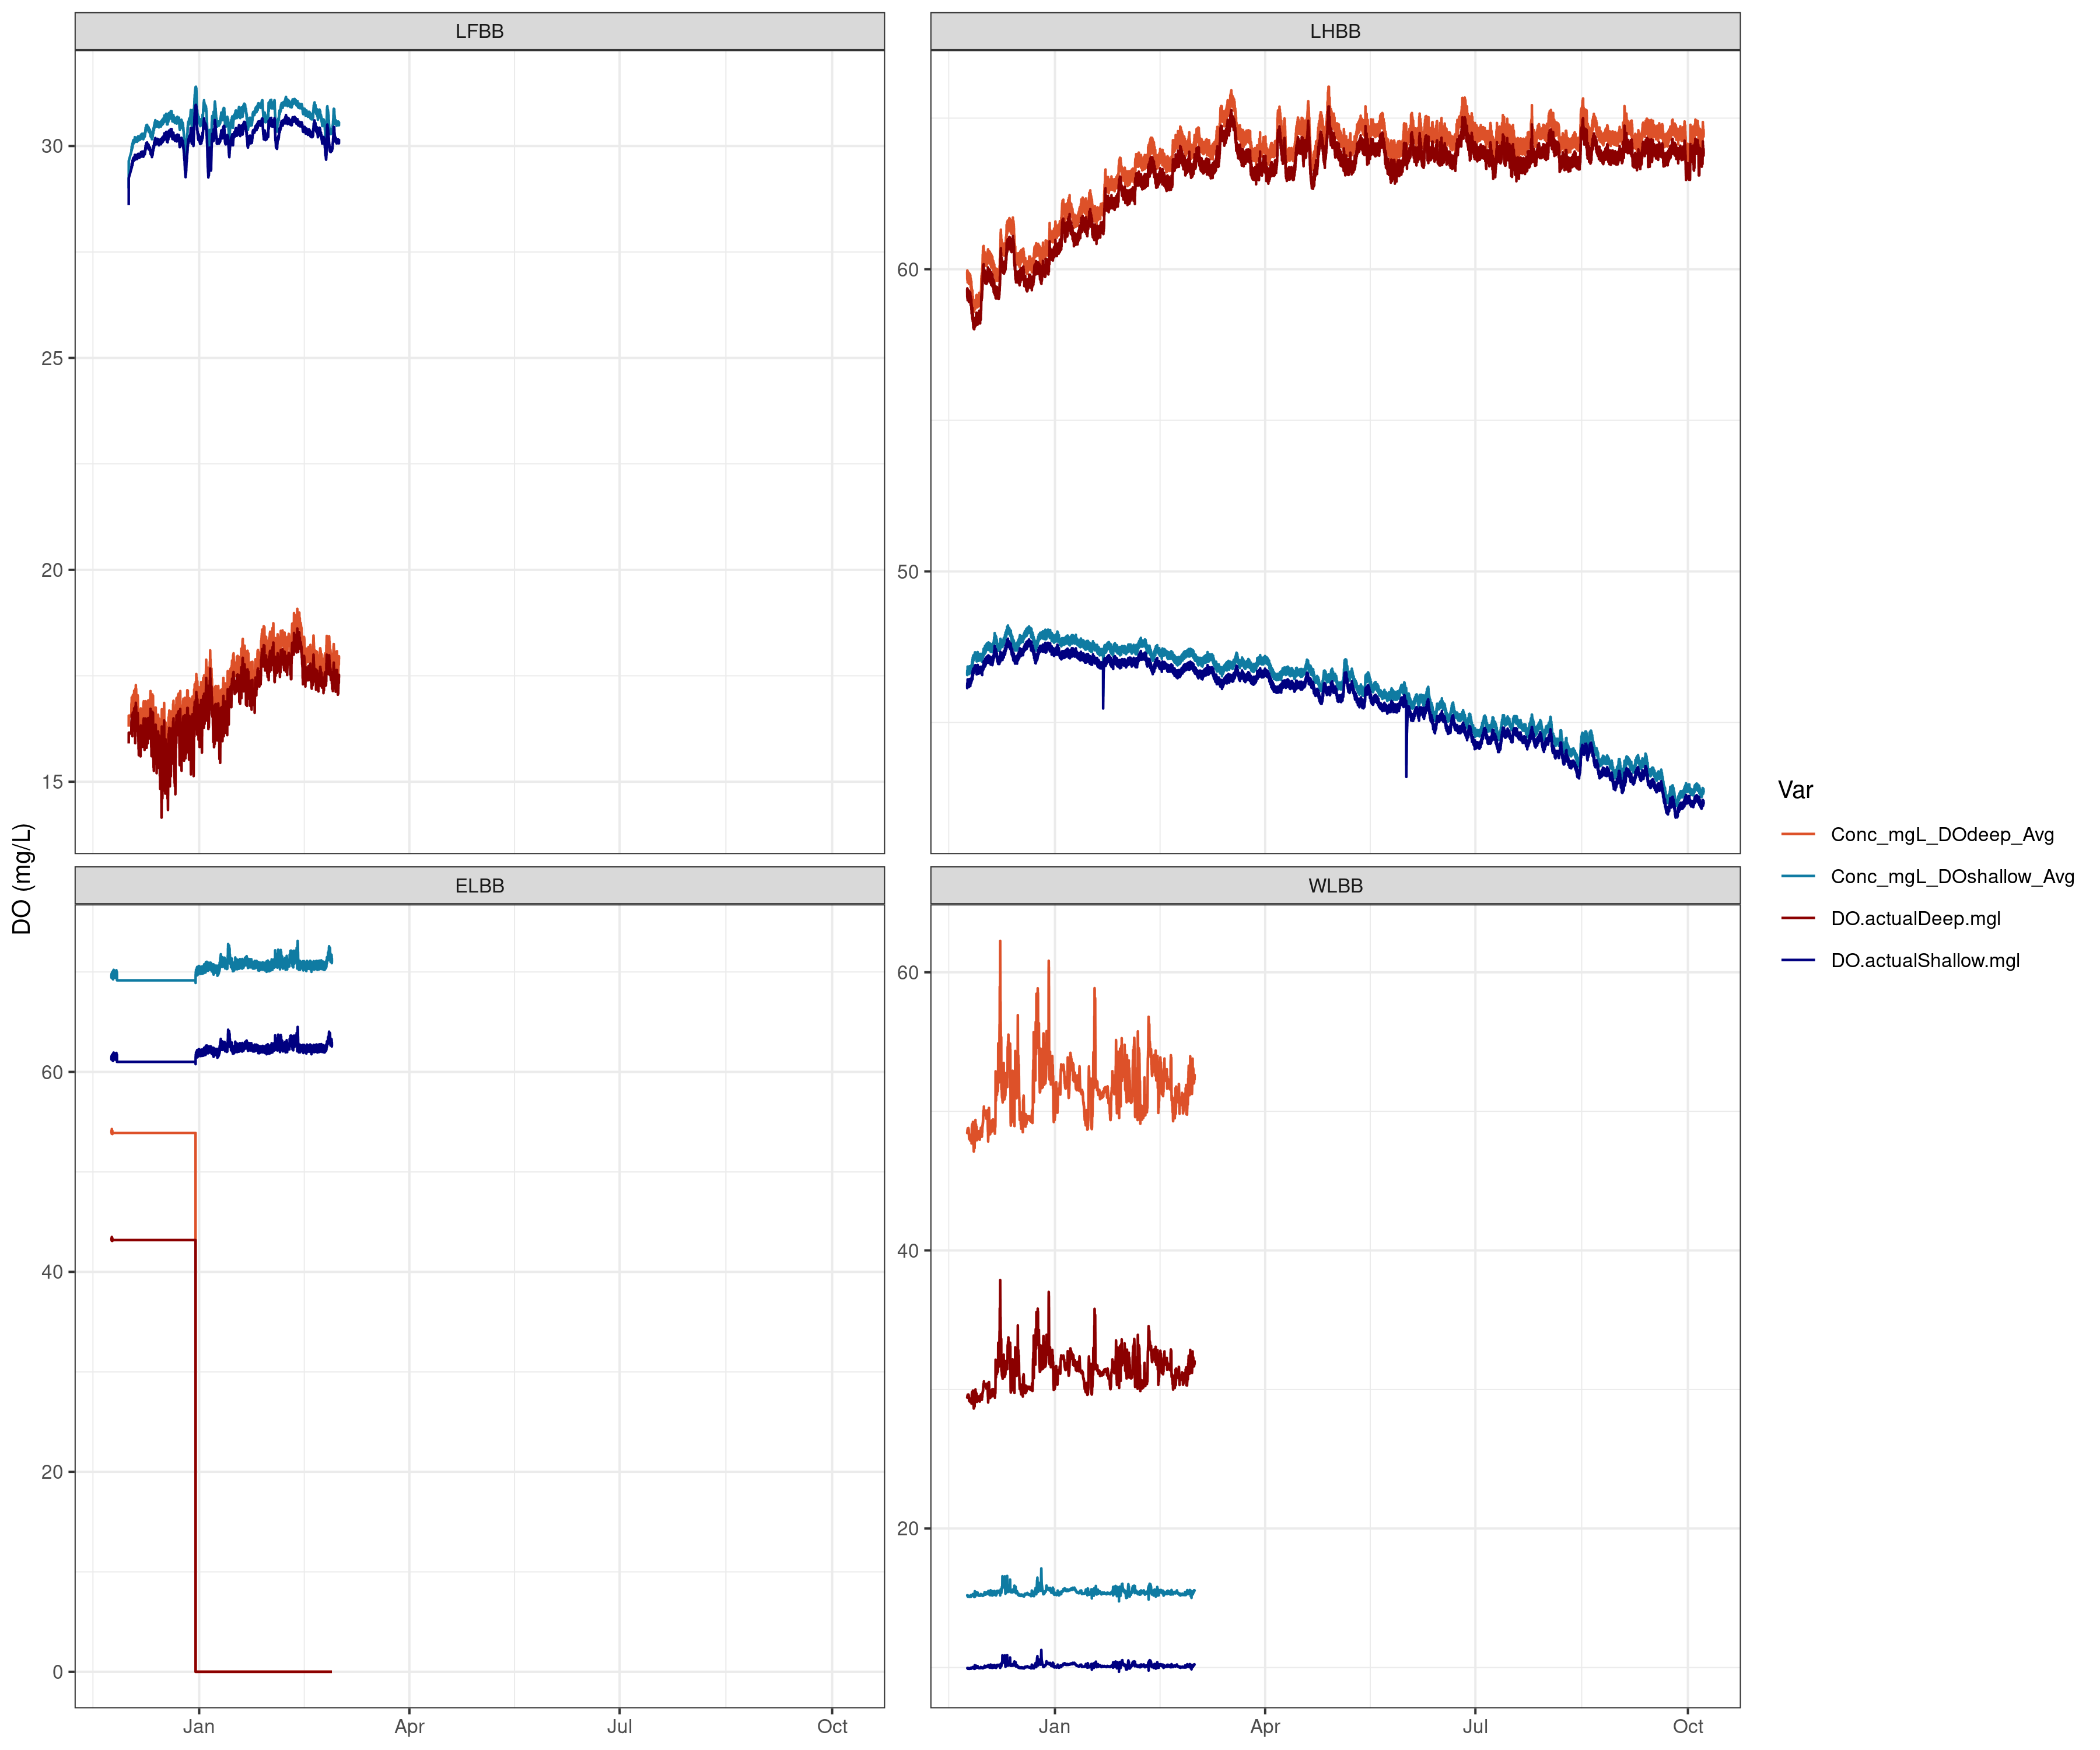 LFBB
LHBB
30
25
20
15
60
50
DO (mg/L)
ELBB
WLBB
60
40
20
0
60
40
20
Jan
Apr
Jul
Oct
Jan
Apr
Jul
Oct
Var
Conc_mgL_DOdeep_Avg
Conc_mgL_DOshallow_Avg
DO.actualDeep.mgl
DO.actualShallow.mgl